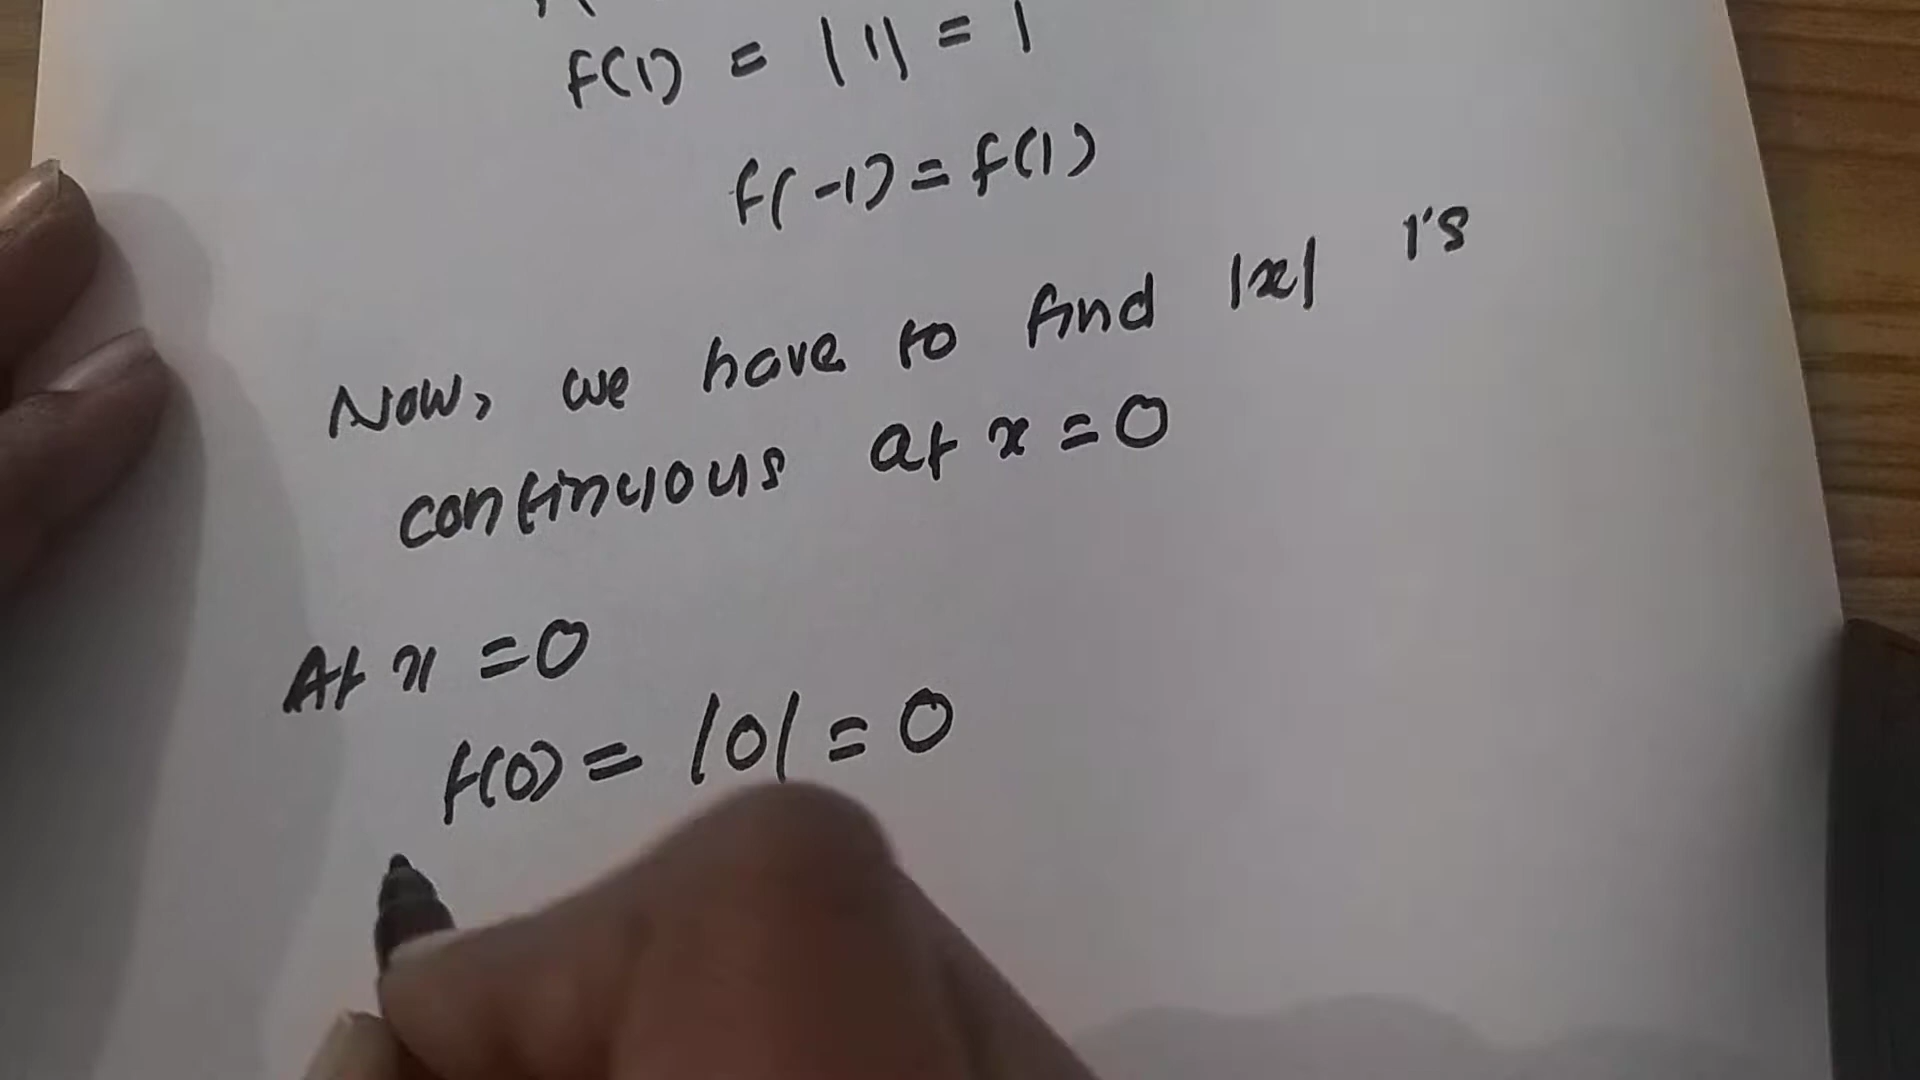 f(1) = |1| = 1
f(-1) = f(1)
Now, we have to find |x| is
continuous at x = 0
At x = 0
f(0) = |0| = 0